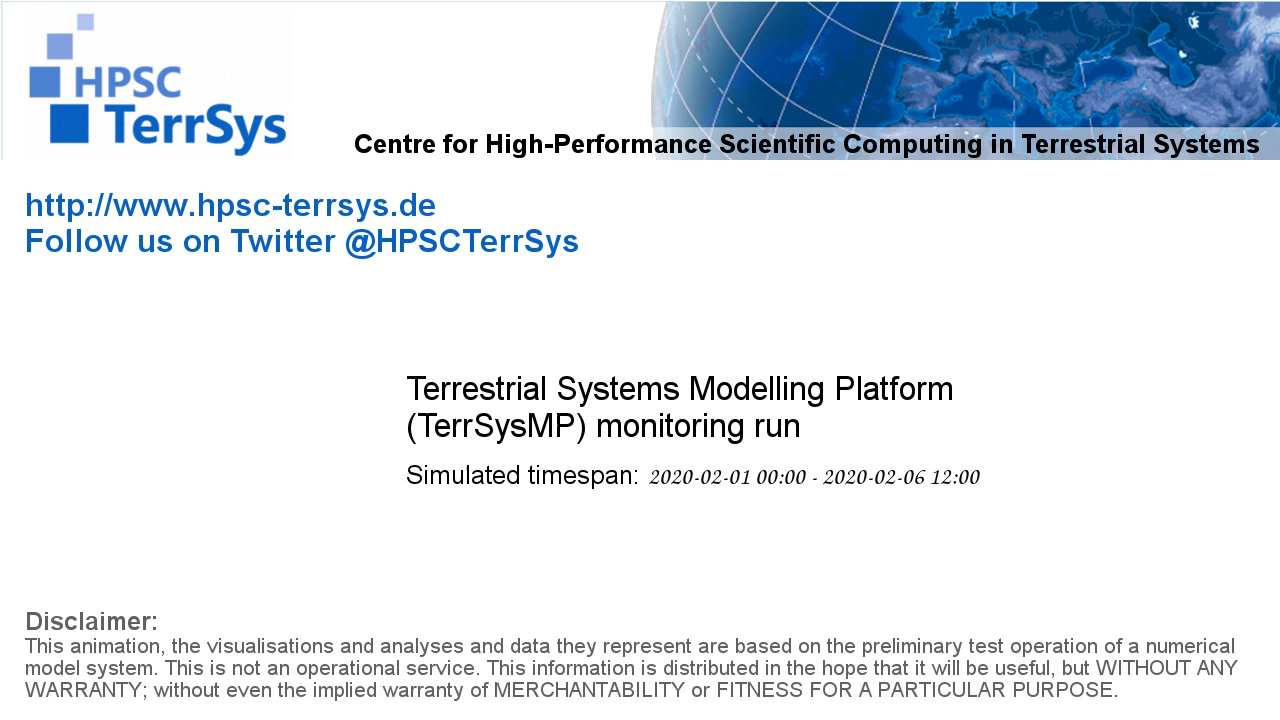 HPSC
TerrSys
Centre for High-Performance Scientific Computing in Terrestrial Systems
http://www.hpsc-terrsys.de
Follow us on Twitter @HPSCTerrSys
Terrestrial Systems Modelling Platform
(TerrSysMP) monitoring run
Simulated timespan: 2020-02-01 00:00 - 2020-02-06 12:00
Disclaimer:
This animation, the visualisations and analyses and data they represent are based on the preliminary test operation of a numerical
model system. This is not an operational service. This information is distributed in the hope that it will be useful, but WITHOUT ANY
WARRANTY; without even the implied warranty of MERCHANTABILITY or FITNESS FOR A PARTICULAR PURPOSE.